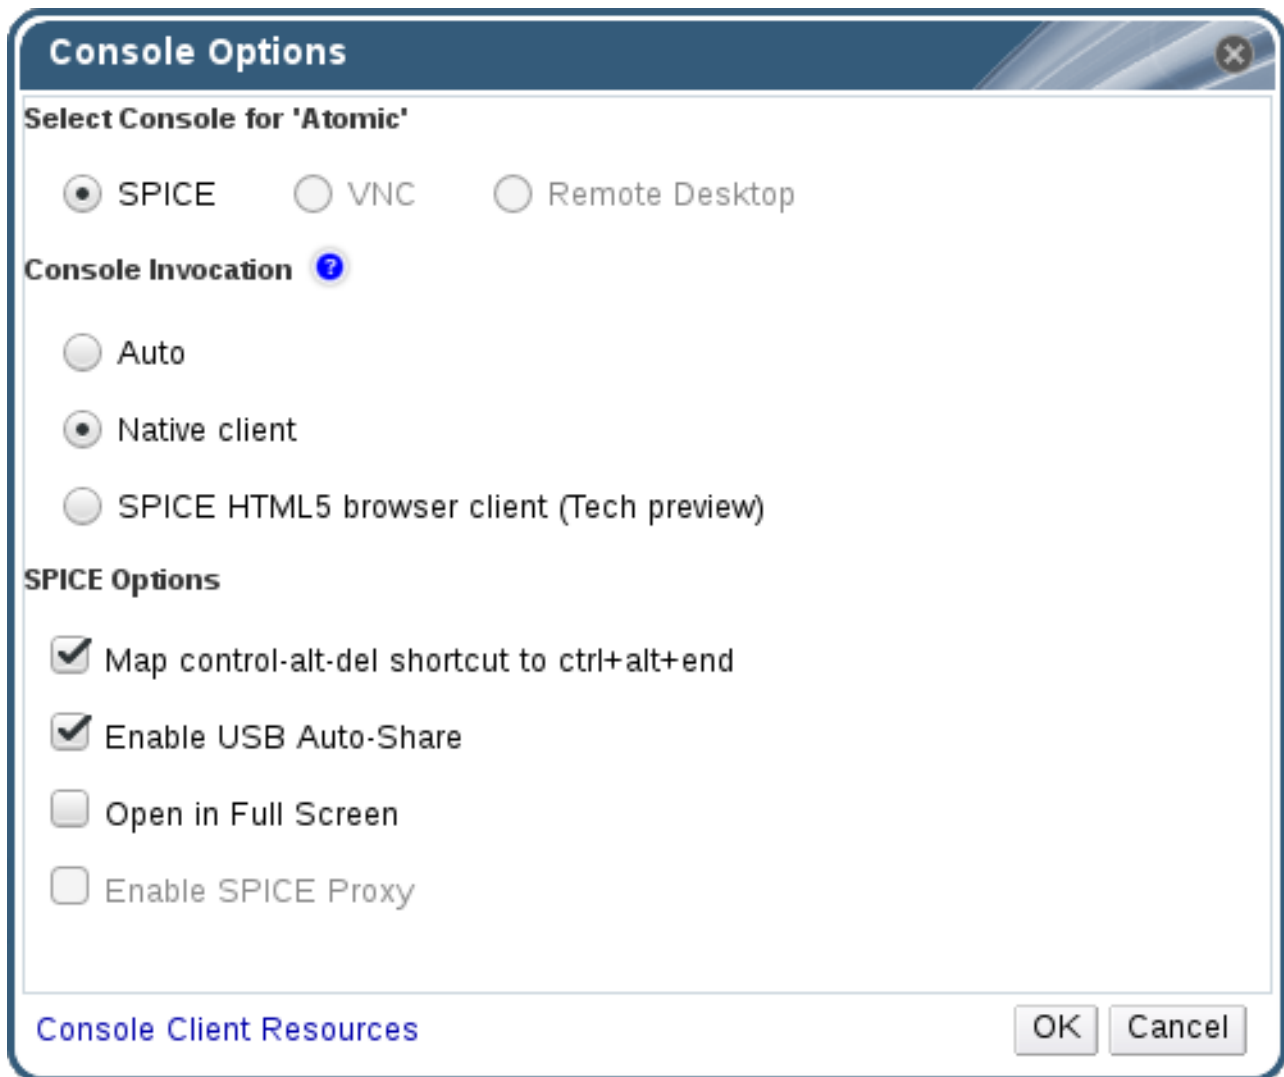 Console Options
Select Console for 'Atomic'
SPICE VNC Remote Desktop
Console Invocation ?
Auto
Native client
SPICE HTML5 browser client (Tech preview)
SPICE Options
Map control-alt-del shortcut to ctrl+alt+end
Enable USB Auto-Share
Open in Full Screen
Enable SPICE Proxy
Console Client Resources OK Cancel